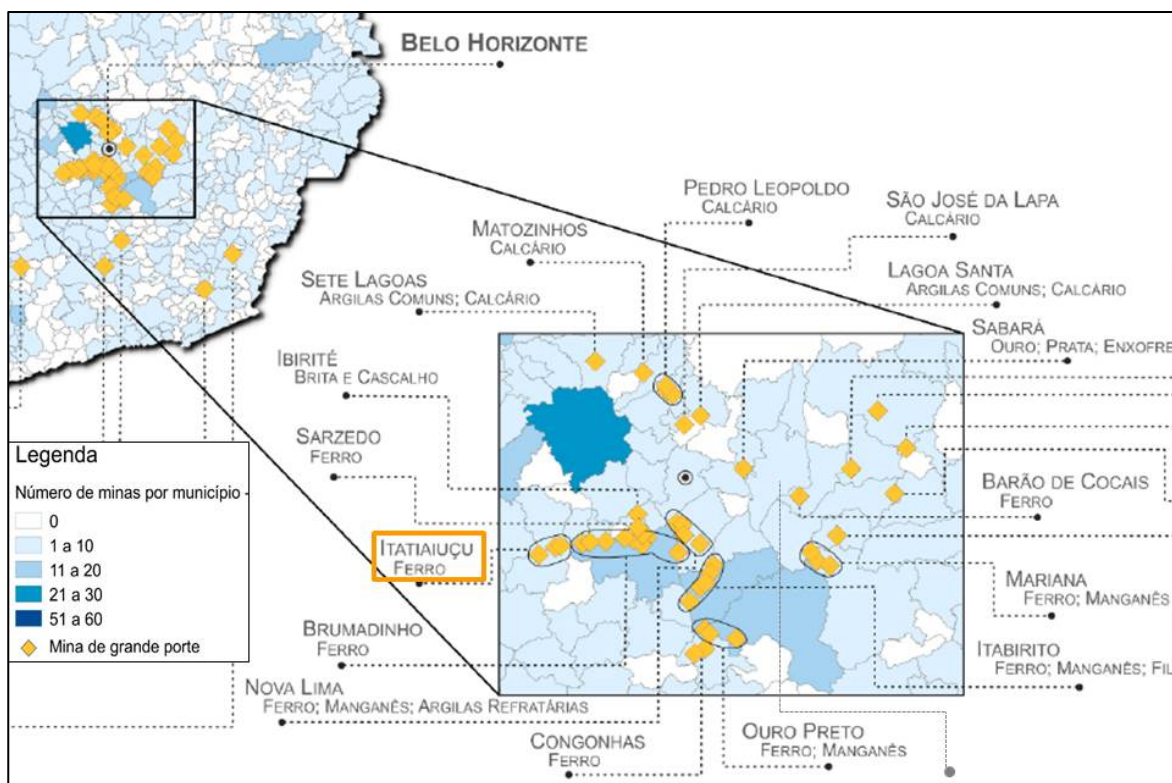 BELO HORIZONTE
PEDRO LEOPOLDO
CALCÁRIO
SÃO JOSÉ DA LAPA
CALCÁRIO
MATOZINHOS
CALCÁRIO
LAGOA SANTA
ARGILAS COMUNS; CALCÁRIO
SETE LAGOAS
ARGILAS COMUNS; CALCÁRIO
SABARÁ
OURO; PRATA; ENXOFRE
IBIRITÉ
BRITA E CASCALHO
SARZEDO
FERRO
Legenda
Número de minas por município -
0
1 a 10
11 a 20
21 a 30
51 a 60
Mina de grande porte
BARÃO DE COCAIS
FERRO
ITATIAIUÇU
FERRO
MARIANA
FERRO; MANGANÊS
BRUMADINHO
FERRO
ITABIRITO
FERRO; MANGANÊS; FIL
NOVA LIMA
FERRO; MANGANÊS; ARGILAS REFRATÁRIAS
OURO PRETO
FERRO; MANGANÊS
CONGONHAS
FERRO